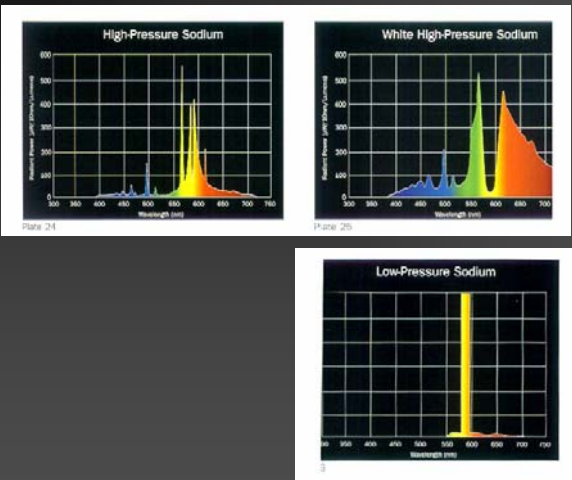 High-Pressure Sodium
600
500
400
300
200
100
0
300 350 400 450 500 550 600 650 700 750
Wavelength (nm)
Plate 24
White High-Pressure Sodium
600
500
400
300
200
100
0
300 350 400 450 500 550 600 650 700
Wavelength (nm)
Plate 25
Low-Pressure Sodium
350 400 450 500 550 600 650 700 750
Wavelength (nm)